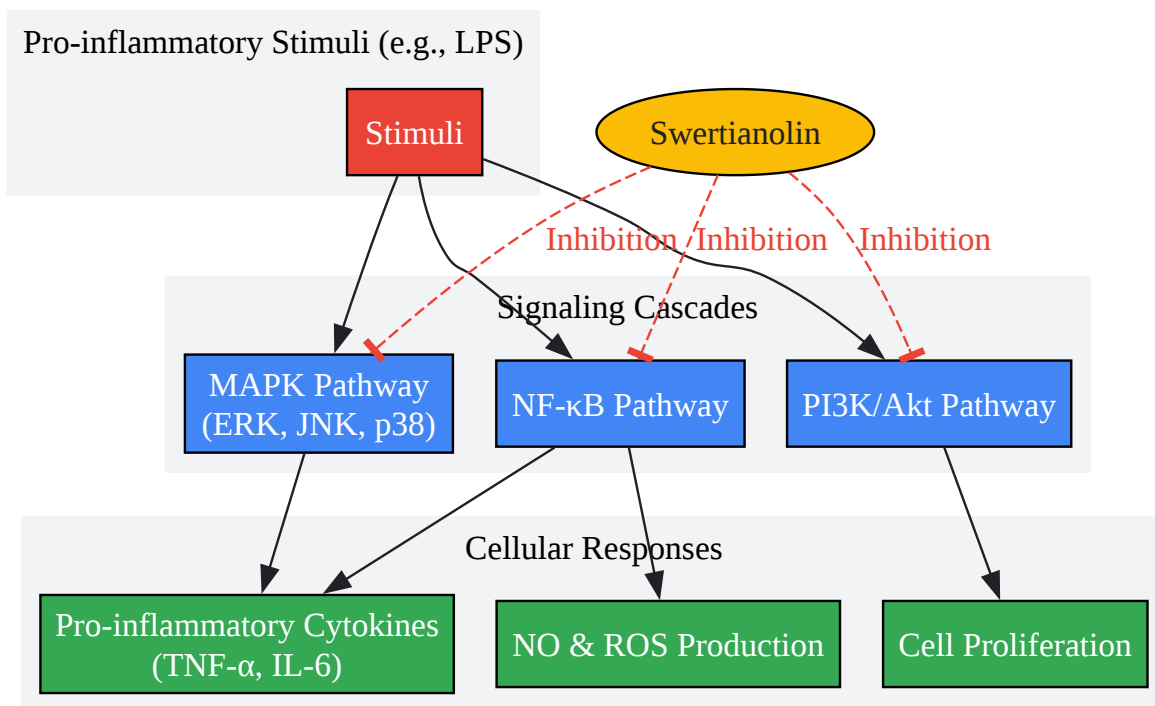 Pro-inflammatory Stimuli (e.g., LPS)
Stimuli
Swertianolin
Inhibition
Inhibition
Inhibition
Signaling Cascades
MAPK Pathway
(ERK, JNK, p38)
NF-κB Pathway
PI3K/Akt Pathway
Cellular Responses
Pro-inflammatory Cytokines
(TNF-α, IL-6)
NO & ROS Production
Cell Proliferation